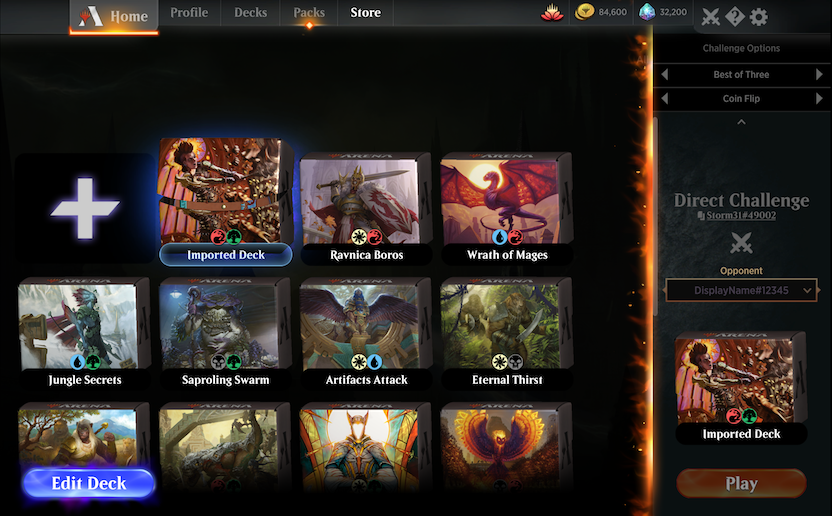 Home Profile Decks Packs Store 84,600 32,200
Challenge Options
Best of Three
Coin Flip
Direct Challenge
Storm31#49002
Opponent
DisplayName#12345
Imported Deck
Ravnica Boros
Wrath of Mages
Jungle Secrets
Saproling Swarm
Artifacts Attack
Eternal Thirst
Edit Deck
Imported Deck
Play